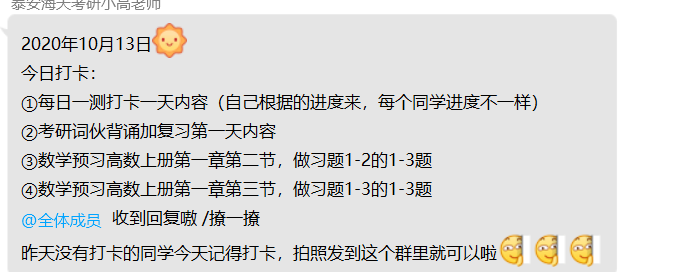 泰安海天考研小高老师
2020年10月13日
今日打卡：
①每日一测打卡一天内容（自己根据的进度来，每个同学进度不一样）
②考研词伙背诵加复习第一天内容
③数学预习高数上册第一章第二节，做习题1-2的1-3题
④数学预习高数上册第一章第三节，做习题1-3的1-3题
@全体成员 收到回复嗷 /撩一撩
昨天没有打卡的同学今天记得打卡，拍照发到这个群里就可以啦